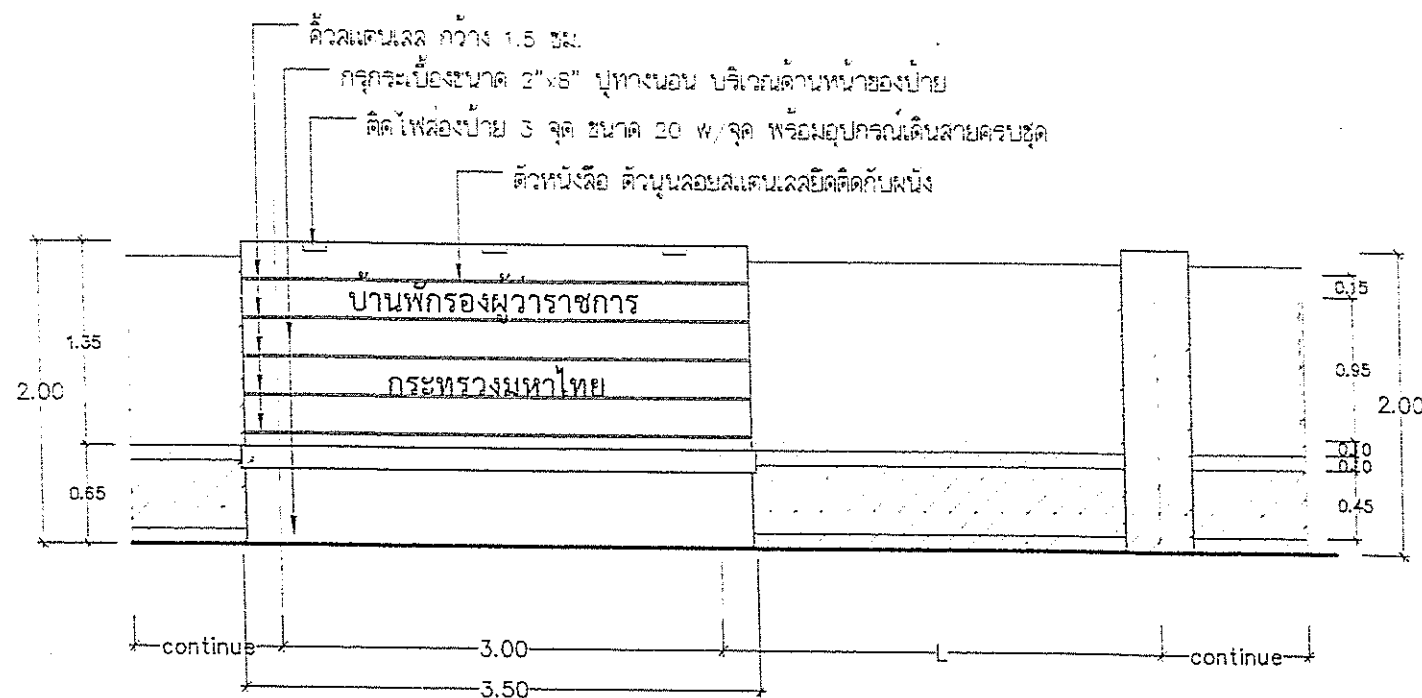 คิ้วสแตนเลส กว้าง 1.5 ซม.
กรุกระเบื้องขนาด 2"x8" ปูทางนอน บริเวณด้านหน้าของป้าย
ติดไฟส่องป้าย 3 จุด ขนาด 20 W/จุด พร้อมอุปกรณ์เดินสายครบชุด
ตัวหนังสือ ตัวนูนลอยสแตนเลสยึดติดกับผนัง
บ้านพักรองผู้ว่าราชการ
กระทรวงมหาไทย
2.00
1.35
0.65
0.15
0.95
2.00
0.10
0.10
0.45
continue
3.00
L
continue
3.50